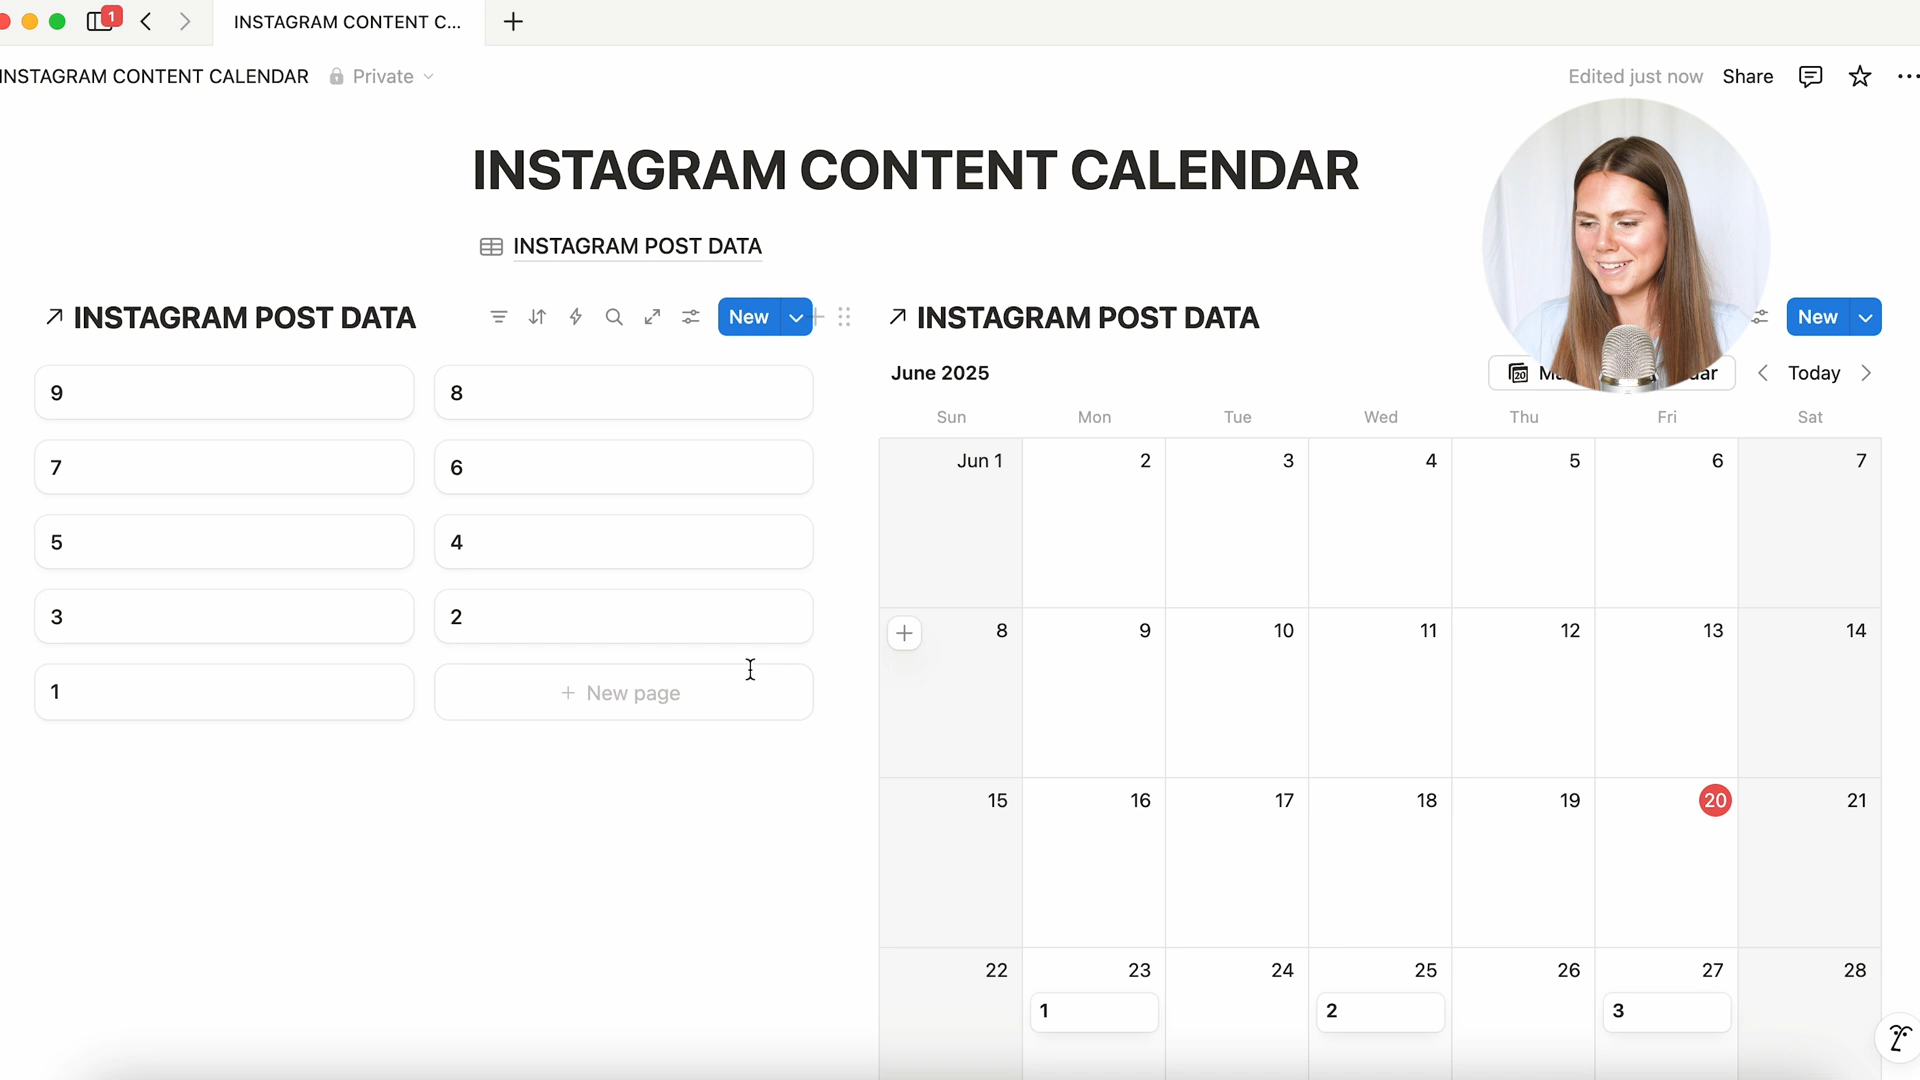 1
INSTAGRAM CONTENT C...
INSTAGRAM CONTENT CALENDAR Private
Edited just now Share
INSTAGRAM CONTENT CALENDAR
INSTAGRAM POST DATA
INSTAGRAM POST DATA New
9 8
7 6
5 4
3 2
1 + New page
INSTAGRAM POST DATA New
June 2025 20 Today
Sun Mon Tue Wed Thu Fri Sat
Jun 1 2 3 4 5 6 7
8 9 10 11 12 13 14
15 16 17 18 19 20 21
22 23 24 25 26 27 28
1 2 3